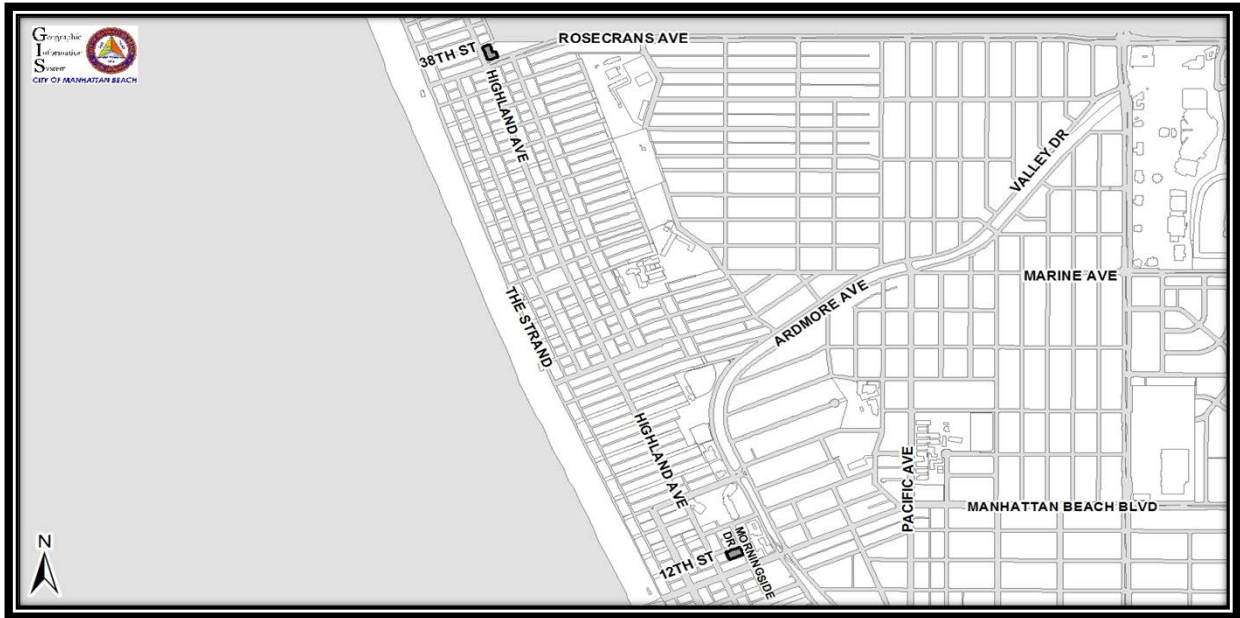 Geographic
Information
System
CITY OF MANHATTAN BEACH
38TH ST
ROSECRANS AVE
HIGHLAND AVE
VALLEY DR
MARINE AVE
THE STRAND
ARDMORE AVE
HIGHLAND AVE
PACIFIC AVE
MANHATTAN BEACH BLVD
MORNINGSIDE
DR
12TH ST
N